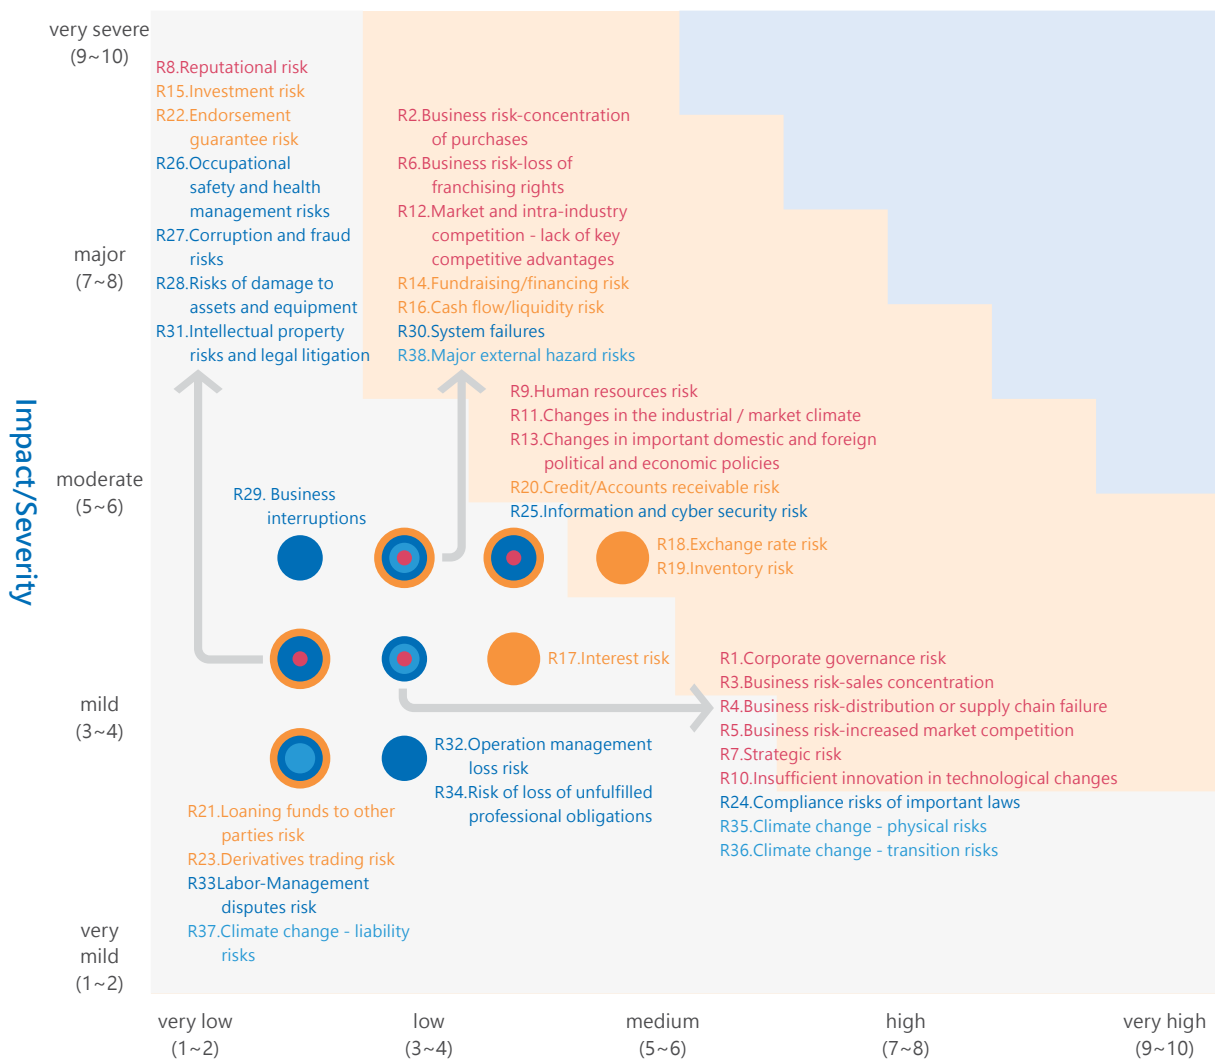 very severe
(9~10)
R8.Reputational risk
R15.Investment risk
R22.Endorsement
guarantee risk
R26.Occupational
safety and health
management risks
R27.Corruption and fraud
risks
R28.Risks of damage to
assets and equipment
R31.Intellectual property
risks and legal litigation
R2.Business risk-concentration
of purchases
R6.Business risk-loss of
franchising rights
R12.Market and intra-industry
competition - lack of key
competitive advantages
R14.Fundraising/financing risk
R16.Cash flow/liquidity risk
R30.System failures
R38.Major external hazard risks
major
(7~8)
R9.Human resources risk
R11.Changes in the industrial / market climate
R13.Changes in important domestic and foreign
political and economic policies
R20.Credit/Accounts receivable risk
R25.Information and cyber security risk
Impact/Severity
moderate
(5~6)
R29. Business
interruptions
R18.Exchange rate risk
R19.Inventory risk
R17.Interest risk
mild
(3~4)
R1.Corporate governance risk
R3.Business risk-sales concentration
R4.Business risk-distribution or supply chain failure
R5.Business risk-increased market competition
R7.Strategic risk
R10.Insufficient innovation in technological changes
R24.Compliance risks of important laws
R35.Climate change - physical risks
R36.Climate change - transition risks
R32.Operation management
loss risk
R34.Risk of loss of unfulfilled
professional obligations
R21.Loaning funds to other
parties risk
R23.Derivatives trading risk
R33Labor-Management
disputes risk
R37.Climate change - liability
risks
very
mild
(1~2)
very low
(1~2)
low
(3~4)
medium
(5~6)
high
(7~8)
very high
(9~10)